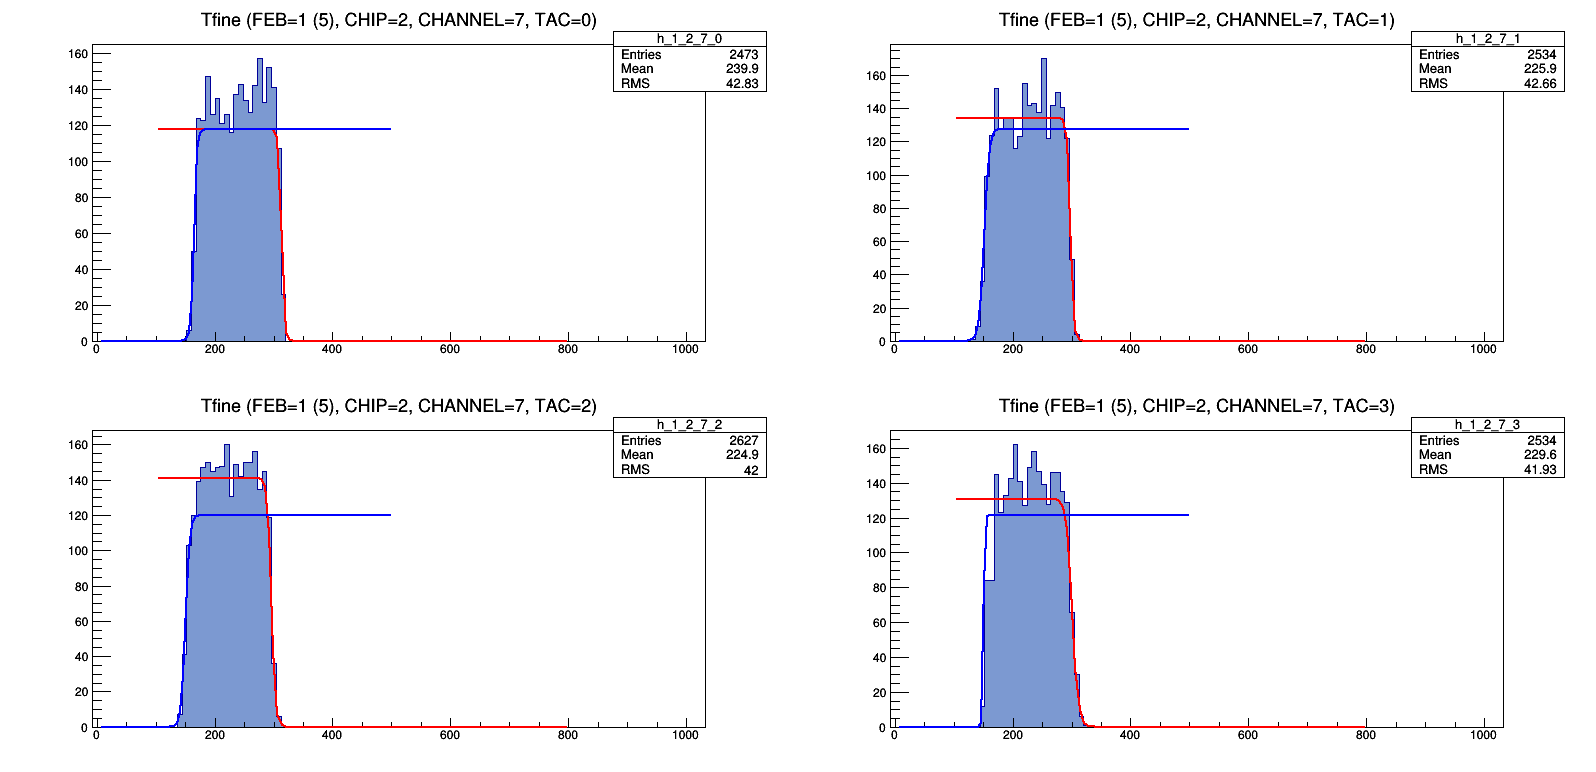 Tfine (FEB=1 (5), CHIP=2, CHANNEL=7, TAC=0)
h_1_2_7_0
Entries 2473
Mean 239.9
RMS 42.83
160
140
120
100
80
60
40
20
0
0 200 400 600 800 1000
Tfine (FEB=1 (5), CHIP=2, CHANNEL=7, TAC=1)
h_1_2_7_1
Entries 2534
Mean 225.9
RMS 42.66
160
140
120
100
80
60
40
20
0
0 200 400 600 800 1000
Tfine (FEB=1 (5), CHIP=2, CHANNEL=7, TAC=2)
h_1_2_7_2
Entries 2627
Mean 224.9
RMS 42
160
140
120
100
80
60
40
20
0
0 200 400 600 800 1000
Tfine (FEB=1 (5), CHIP=2, CHANNEL=7, TAC=3)
h_1_2_7_3
Entries 2534
Mean 229.6
RMS 41.93
160
140
120
100
80
60
40
20
0
0 200 400 600 800 1000